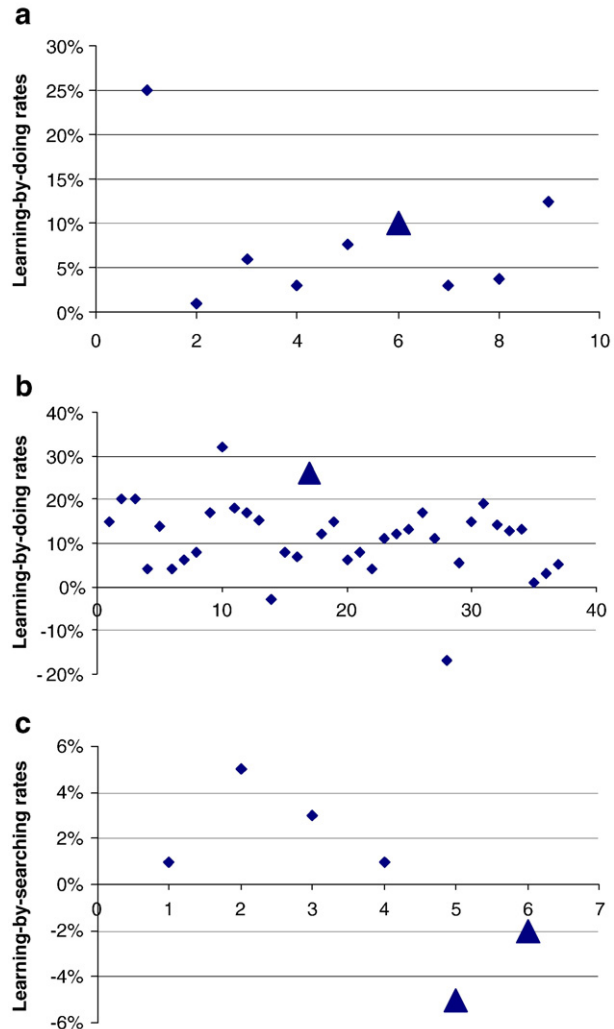 a
Learning-by-doing rates
30%
25%
20%
15%
10%
5%
0%
0 2 4 6 8 10
b
Learning-by-doing rates
40%
30%
20%
10%
0%
-10%
-20%
0 10 20 30 40
c
Learning-by-searching rates
6%
4%
2%
0%
-2%
-4%
-6%
0 1 2 3 4 5 6 7